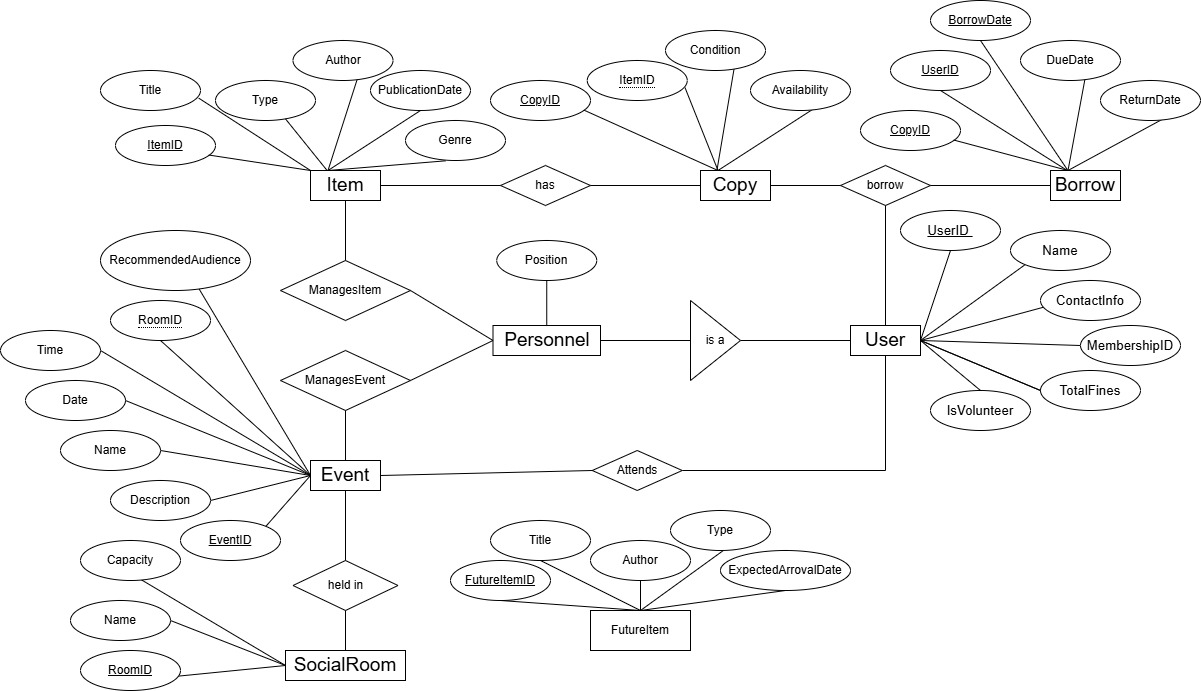 BorrowDate
Author
Condition
UserID
DueDate
Title
Type
PublicationDate
CopyID
ItemID
Availability
ReturnDate
ItemID
Genre
CopyID
Item
has
Copy
borrow
Borrow
UserID
Name
RecommendedAudience
Position
ManagesItem
ContactInfo
RoomID
Personnel
is a
User
MembershipID
Time
ManagesEvent
TotalFines
Date
IsVolunteer
Name
Event
Attends
Description
EventID
Title
Author
Type
Capacity
FutureItemID
ExpectedArrovalDate
held in
Name
FutureItem
SocialRoom
RoomID